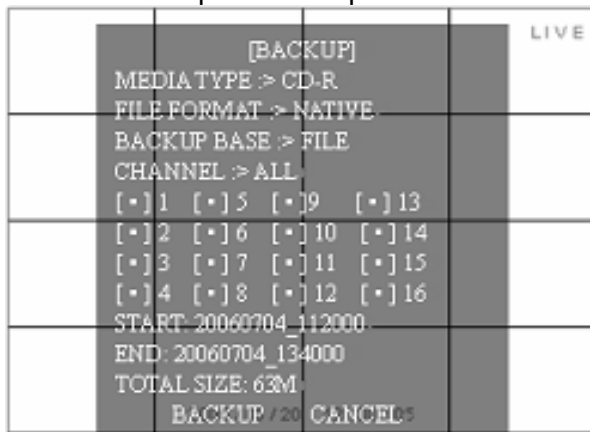 LIVE
[BACKUP]
MEDIA TYPE :> CD-R
FILE FORMAT :> NATIVE
BACKUP BASE :> FILE
CHANNEL :> ALL
[▪] 1 [▪] 5 [▪] 9 [▪] 13
[▪] 2 [▪] 6 [▪] 10 [▪] 14
[▪] 3 [▪] 7 [▪] 11 [▪] 15
[▪] 4 [▪] 8 [▪] 12 [▪] 16
START: 20060704_112000
END: 20060704_134000
TOTAL SIZE: 63M
BACKUP CANCEL